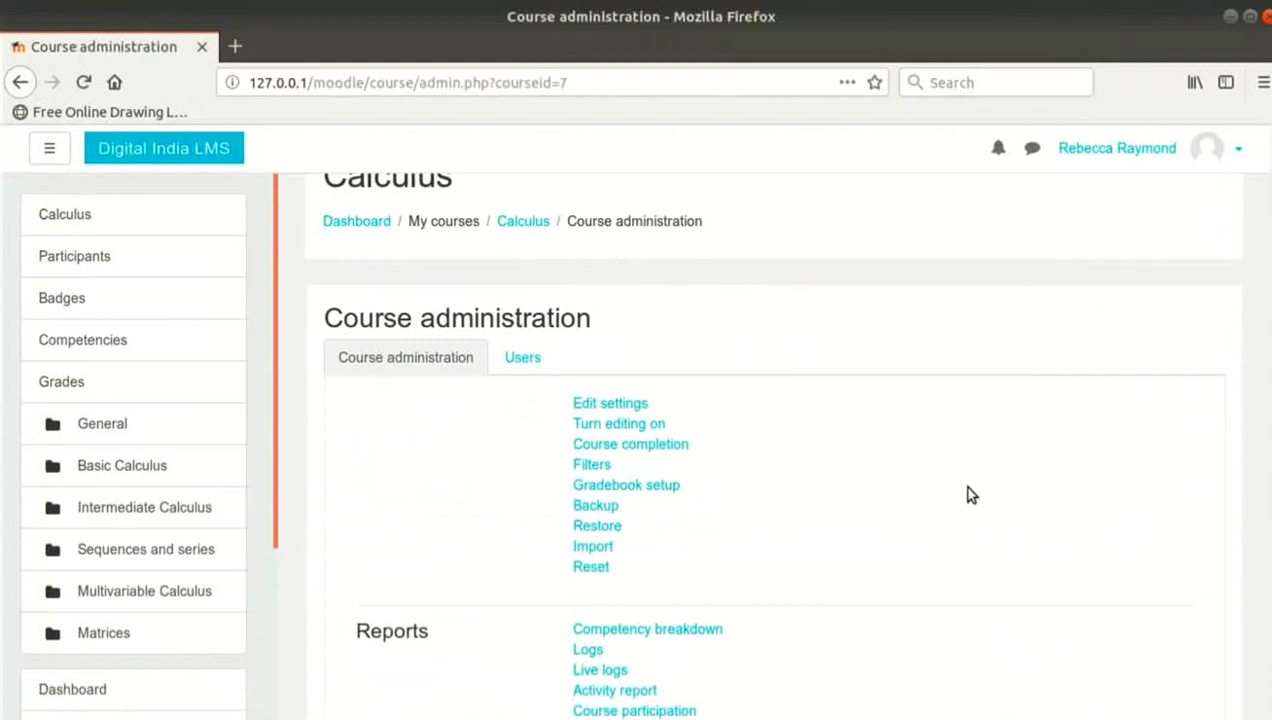 Course administration - Mozilla Firefox
Course administration
127.0.0.1/moodle/course/admin.php?courseid=7
Search
Free Online Drawing L...
Digital India LMS
Rebecca Raymond
Calculus
Participants
Badges
Competencies
Grades
General
Basic Calculus
Intermediate Calculus
Sequences and series
Multivariable Calculus
Matrices
Dashboard
Calculus
Dashboard / My courses / Calculus / Course administration
Course administration
Course administration Users
Edit settings
Turn editing on
Course completion
Filters
Gradebook setup
Backup
Restore
Import
Reset
Reports
Competency breakdown
Logs
Live logs
Activity report
Course participation